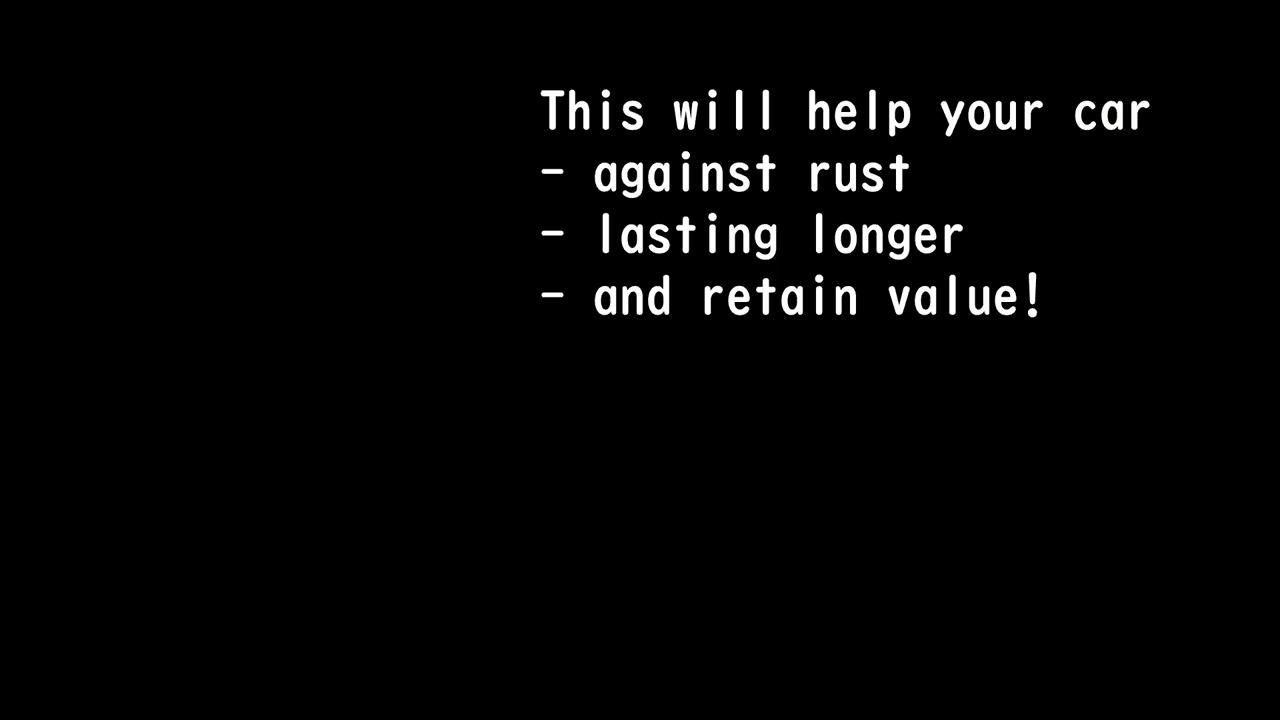 This will help your car
- against rust
- lasting longer
- and retain value!